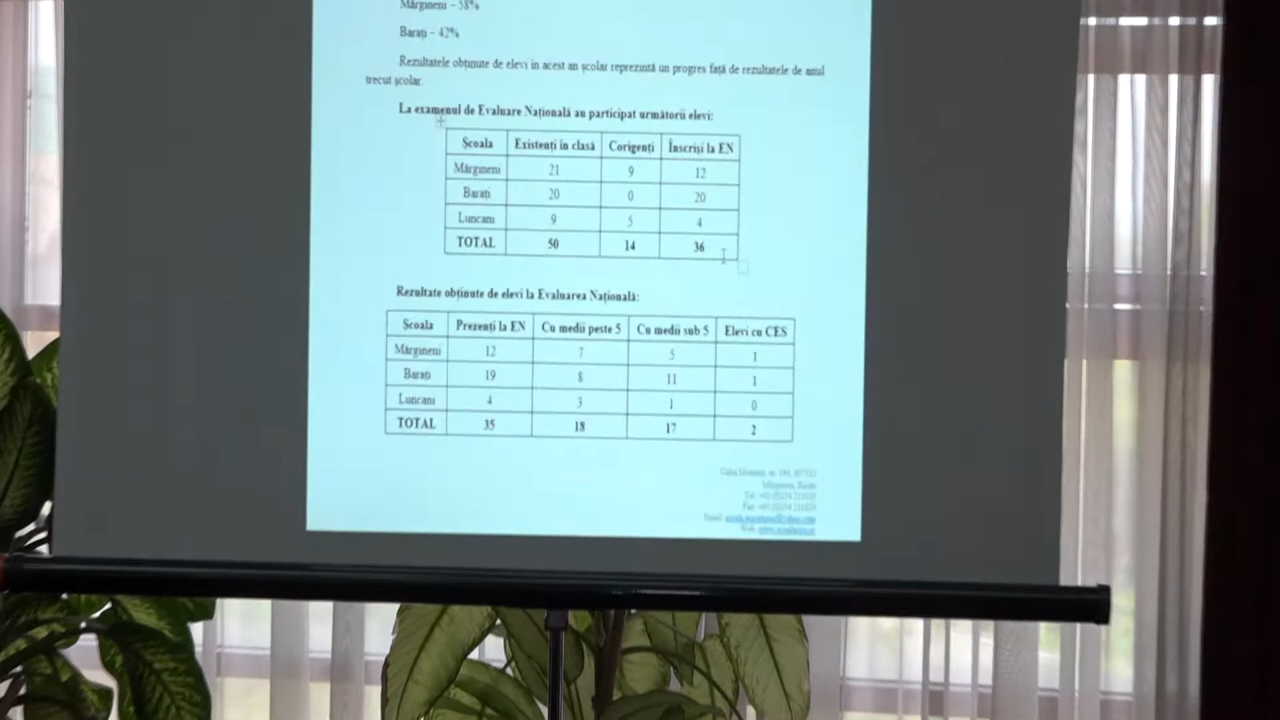 Mărgineni – 58%
Barați – 42%
Rezultatele obținute de elevi in acest an școlar reprezintă un progres față de rezultatele de anul
trecut școlar.
La examenul de Evaluare Națională au participat următorii elevi:
Școala Existenți în clasă Corigenți Înscriși la EN
Mărgineni 21 9 12
Barați 20 0 20
Luncani 9 5 4
TOTAL 50 14 36
Rezultate obținute de elevi la Evaluarea Națională:
Școala Prezenți la EN Cu medii peste 5 Cu medii sub 5 Elevi cu CES
Mărgineni 12 7 5 1
Barați 19 8 11 1
Luncani 4 3 1 0
TOTAL 35 18 17 2
Tel:
Fax:
Email:
Web: